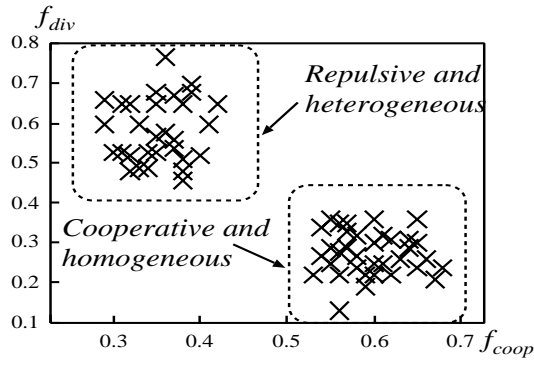 f_div
0.8
0.7
0.6
0.5
0.4
0.3
0.2
0.1
Repulsive and
heterogeneous
Cooperative and
homogeneous
0.3 0.4 0.5 0.6 0.7
f_coop